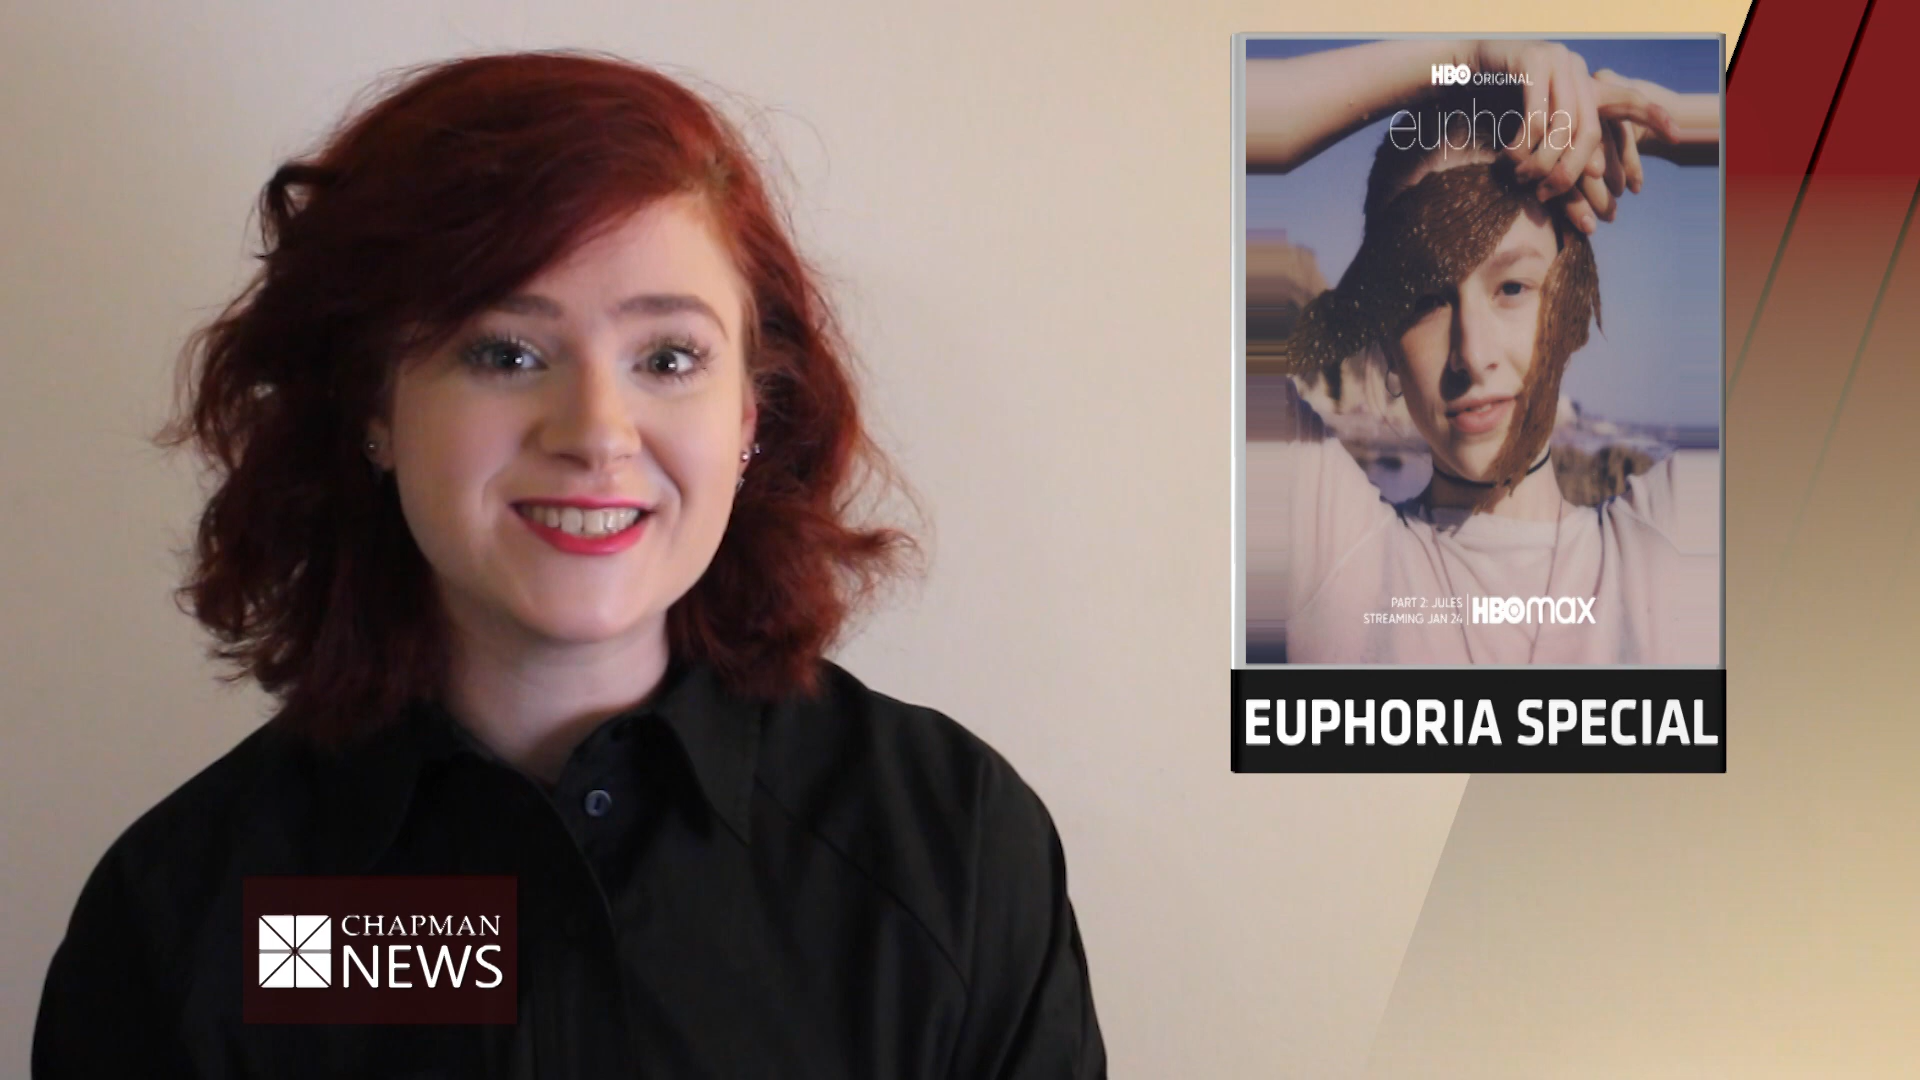 HBO ORIGINAL
euphoria
PART 2: JULES
STREAMING JAN 24
HBOmax
EUPHORIA SPECIAL
CHAPMAN
NEWS